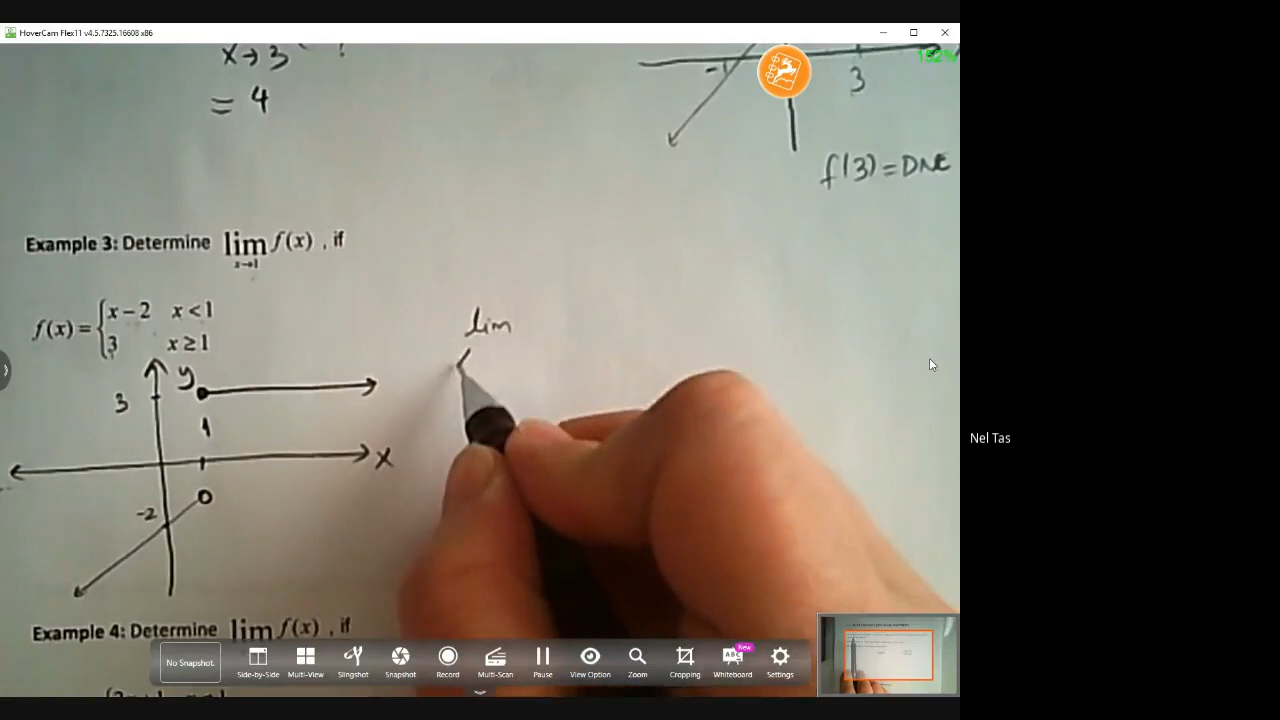 HoverCam Flex11 v4.5.7325.16608 x86
152%
x→3
= 4
-1
3
f(3) = DNE
Example 3: Determine lim f(x) , if
x→1
f(x) = { x − 2 x < 1
3 x ≥ 1
lim
y
3
1
x
-2
Example 4: Determine lim f(x) , if
Nel Tas
No Snapshot.
Side-by-Side
Multi-View
Slingshot
Snapshot
Record
Multi-Scan
Pause
View Option
Zoom
Cropping
ABC
New
Whiteboard
Settings